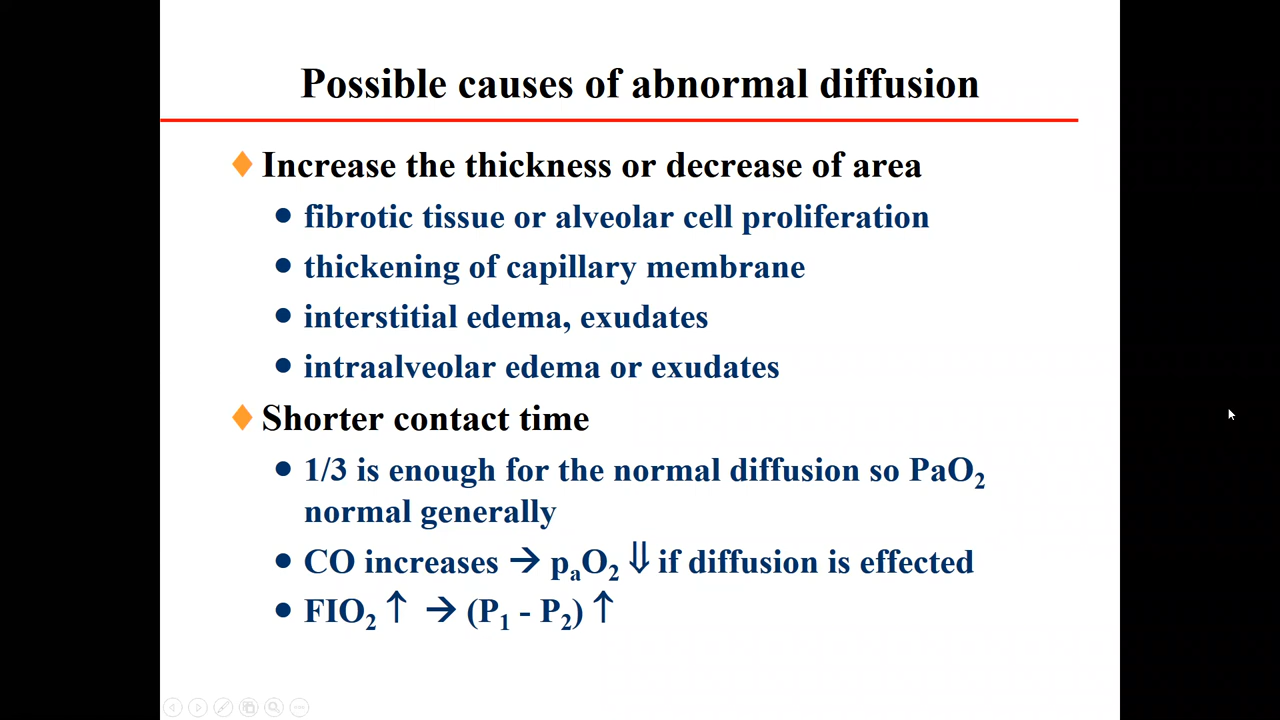 Possible causes of abnormal diffusion
Increase the thickness or decrease of area
fibrotic tissue or alveolar cell proliferation
thickening of capillary membrane
interstitial edema, exudates
intraalveolar edema or exudates
Shorter contact time
1/3 is enough for the normal diffusion so PaO₂
normal generally
CO increases → pₐO₂ ⇓ if diffusion is effected
FIO₂ ↑ → (P₁ - P₂) ↑